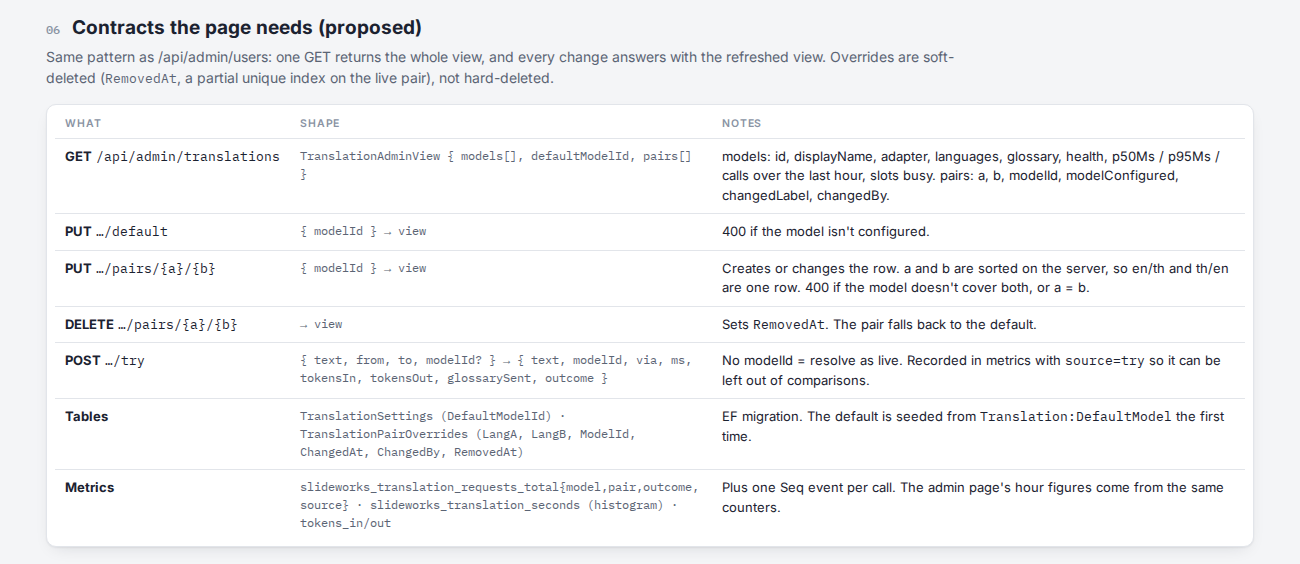 06 Contracts the page needs (proposed)
Same pattern as /api/admin/users: one GET returns the whole view, and every change answers with the refreshed view. Overrides are soft-
deleted (RemovedAt, a partial unique index on the live pair), not hard-deleted.
WHAT SHAPE NOTES
GET /api/admin/translations
TranslationAdminView { models[], defaultModelId, pairs[]
}
models: id, displayName, adapter, languages, glossary, health, p50Ms / p95Ms /
calls over the last hour, slots busy. pairs: a, b, modelId, modelConfigured,
changedLabel, changedBy.
PUT …/default
{ modelId } → view
400 if the model isn't configured.
PUT …/pairs/{a}/{b}
{ modelId } → view
Creates or changes the row. a and b are sorted on the server, so en/th and th/en
are one row. 400 if the model doesn't cover both, or a = b.
DELETE …/pairs/{a}/{b}
→ view
Sets RemovedAt. The pair falls back to the default.
POST …/try
{ text, from, to, modelId? } → { text, modelId, via, ms,
tokensIn, tokensOut, glossarySent, outcome }
No modelId = resolve as live. Recorded in metrics with source=try so it can be
left out of comparisons.
Tables
TranslationSettings (DefaultModelId) ·
TranslationPairOverrides (LangA, LangB, ModelId,
ChangedAt, ChangedBy, RemovedAt)
EF migration. The default is seeded from Translation:DefaultModel the first
time.
Metrics
slideworks_translation_requests_total{model,pair,outcome,
source} · slideworks_translation_seconds (histogram) ·
tokens_in/out
Plus one Seq event per call. The admin page's hour figures come from the same
counters.